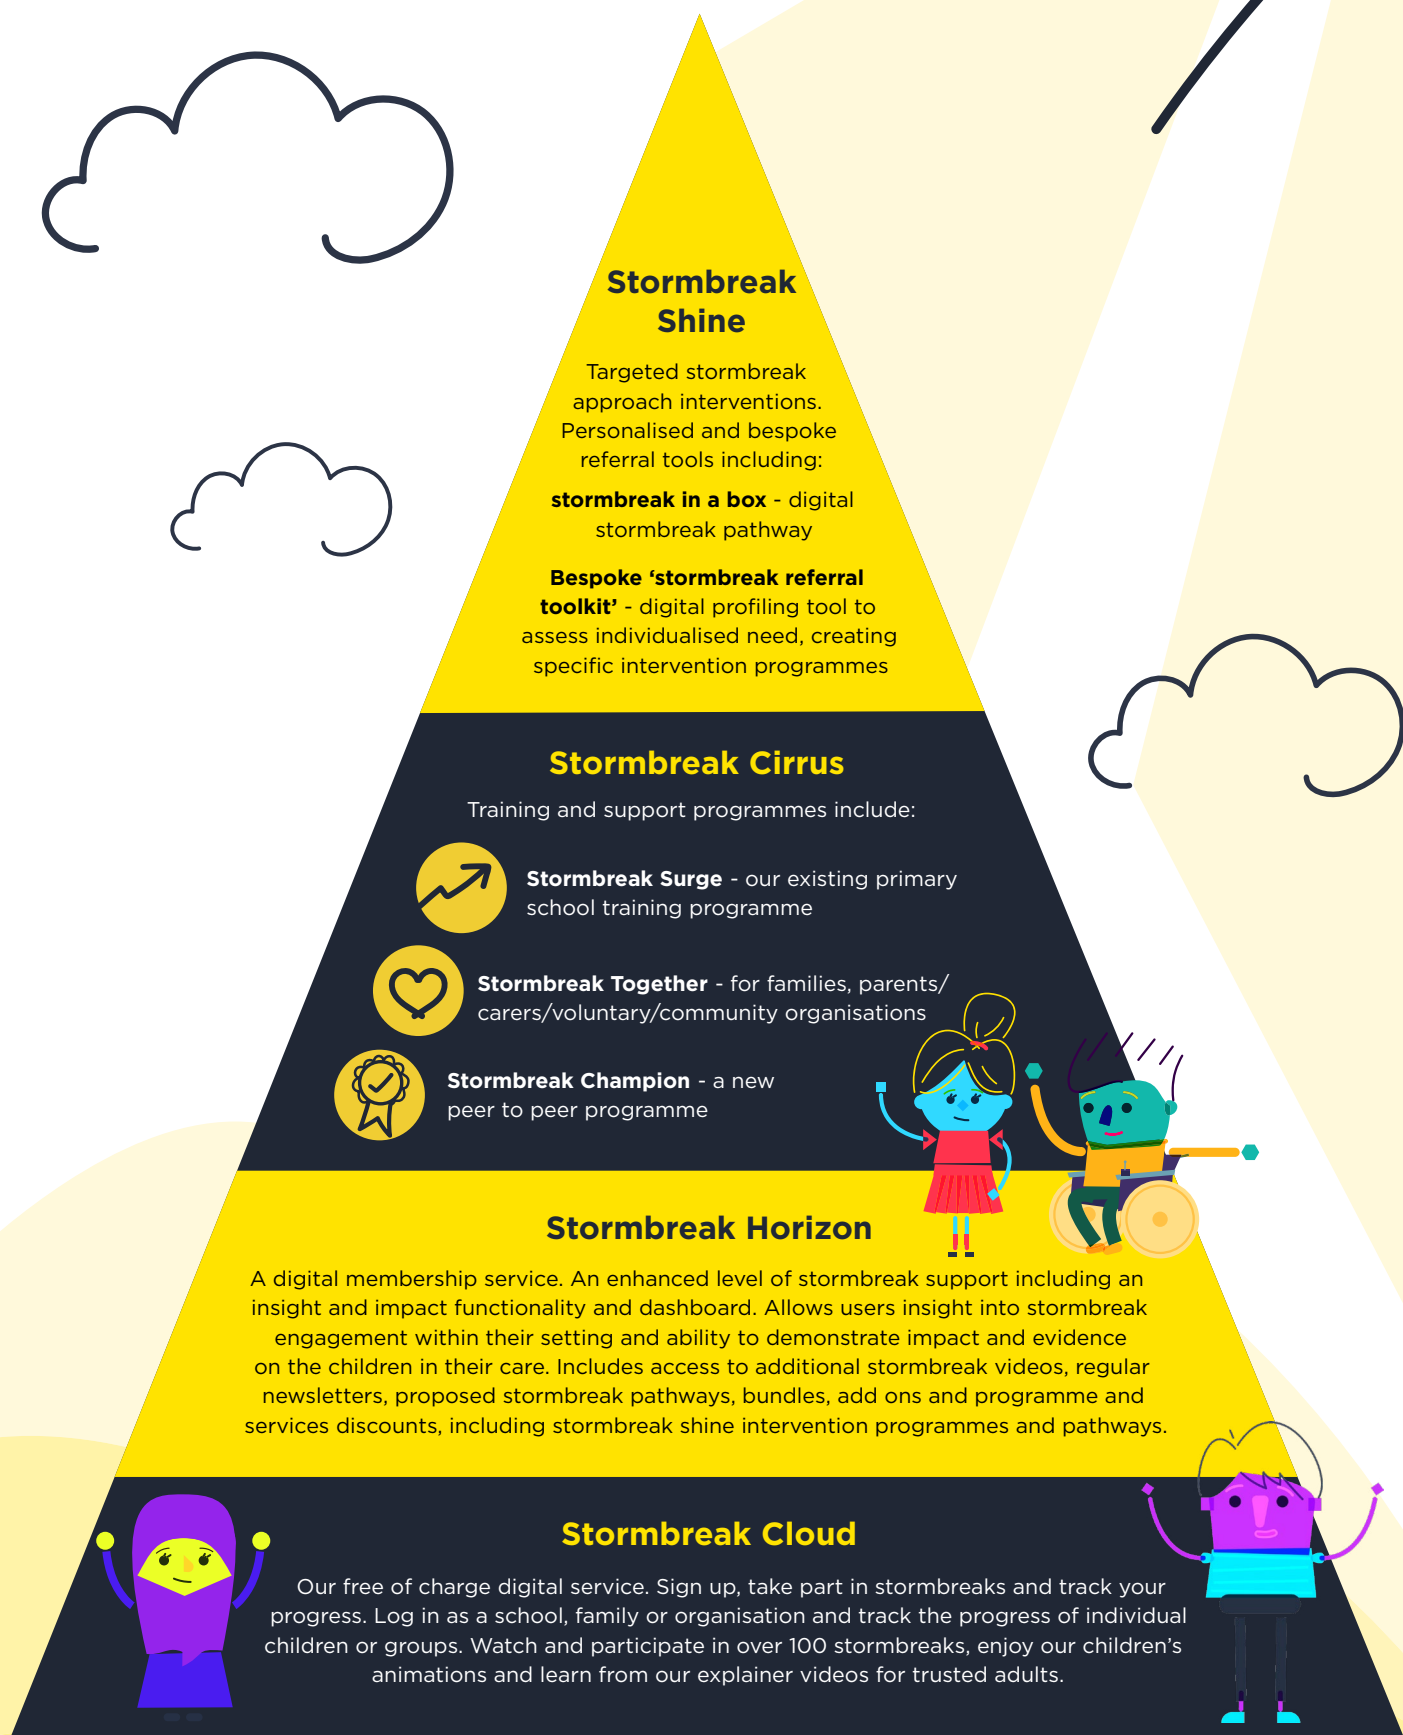 Stormbreak
Shine
Targeted stormbreak
approach interventions.
Personalised and bespoke
referral tools including:
stormbreak in a box - digital
stormbreak pathway
Bespoke ‘stormbreak referral
toolkit’ - digital profiling tool to
assess individualised need, creating
specific intervention programmes
Stormbreak Cirrus
Training and support programmes include:
Stormbreak Surge - our existing primary
school training programme
Stormbreak Together - for families, parents/
carers/voluntary/community organisations
Stormbreak Champion - a new
peer to peer programme
Stormbreak Horizon
A digital membership service. An enhanced level of stormbreak support including an
insight and impact functionality and dashboard. Allows users insight into stormbreak
engagement within their setting and ability to demonstrate impact and evidence
on the children in their care. Includes access to additional stormbreak videos, regular
newsletters, proposed stormbreak pathways, bundles, add ons and programme and
services discounts, including stormbreak shine intervention programmes and pathways.
Stormbreak Cloud
Our free of charge digital service. Sign up, take part in stormbreaks and track your
progress. Log in as a school, family or organisation and track the progress of individual
children or groups. Watch and participate in over 100 stormbreaks, enjoy our children’s
animations and learn from our explainer videos for trusted adults.